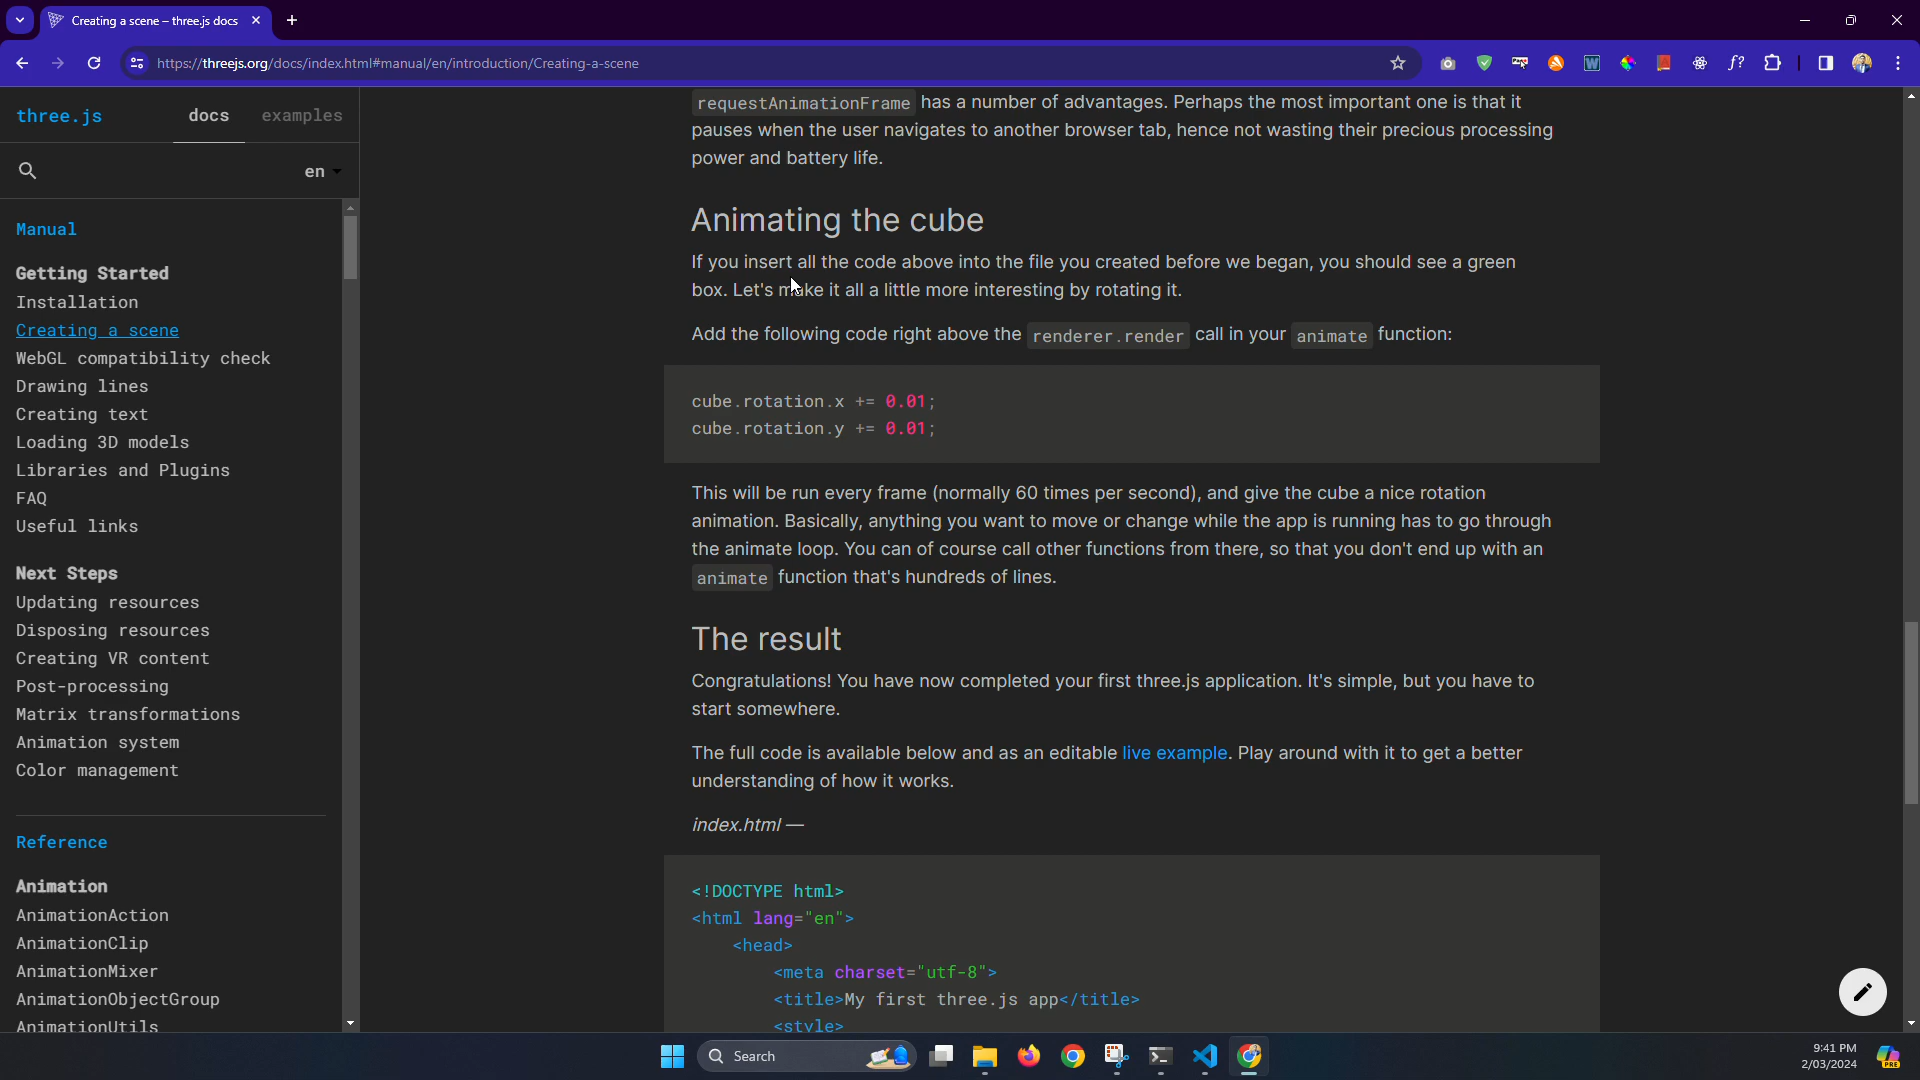 Creating a scene – three.js docs
https://threejs.org/docs/index.html#manual/en/introduction/Creating-a-scene
three.js
docs
examples
en
Manual
Getting Started
Installation
Creating a scene
WebGL compatibility check
Drawing lines
Creating text
Loading 3D models
Libraries and Plugins
FAQ
Useful links
Next Steps
Updating resources
Disposing resources
Creating VR content
Post-processing
Matrix transformations
Animation system
Color management
Reference
Animation
AnimationAction
AnimationClip
AnimationMixer
AnimationObjectGroup
AnimationUtils
requestAnimationFrame has a number of advantages. Perhaps the most important one is that it
pauses when the user navigates to another browser tab, hence not wasting their precious processing
power and battery life.
Animating the cube
If you insert all the code above into the file you created before we began, you should see a green
box. Let's make it all a little more interesting by rotating it.
Add the following code right above the renderer.render call in your animate function:
cube.rotation.x += 0.01;
cube.rotation.y += 0.01;
This will be run every frame (normally 60 times per second), and give the cube a nice rotation
animation. Basically, anything you want to move or change while the app is running has to go through
the animate loop. You can of course call other functions from there, so that you don't end up with an
animate function that's hundreds of lines.
The result
Congratulations! You have now completed your first three.js application. It's simple, but you have to
start somewhere.
The full code is available below and as an editable live example. Play around with it to get a better
understanding of how it works.
index.html —
<!DOCTYPE html>
<html lang="en">
<head>
<meta charset="utf-8">
<title>My first three.js app</title>
<style>
Search
9:41 PM
2/03/2024